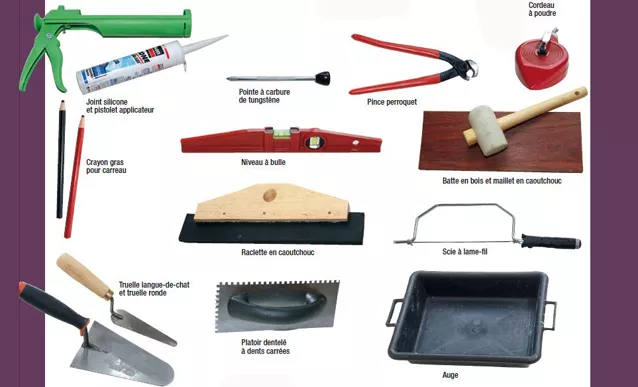 Cordeau
à poudre
Joint silicone
et pistolet applicateur
Pointe à carbure
de tungstène
Pince perroquet
Crayon gras
pour carreau
Niveau à bulle
Batte en bois et maillet en caoutchouc
Raclette en caoutchouc
Scie à lame-fil
Truelle langue-de-chat
et truelle ronde
Platoir dentelé
à dents carrées
Auge